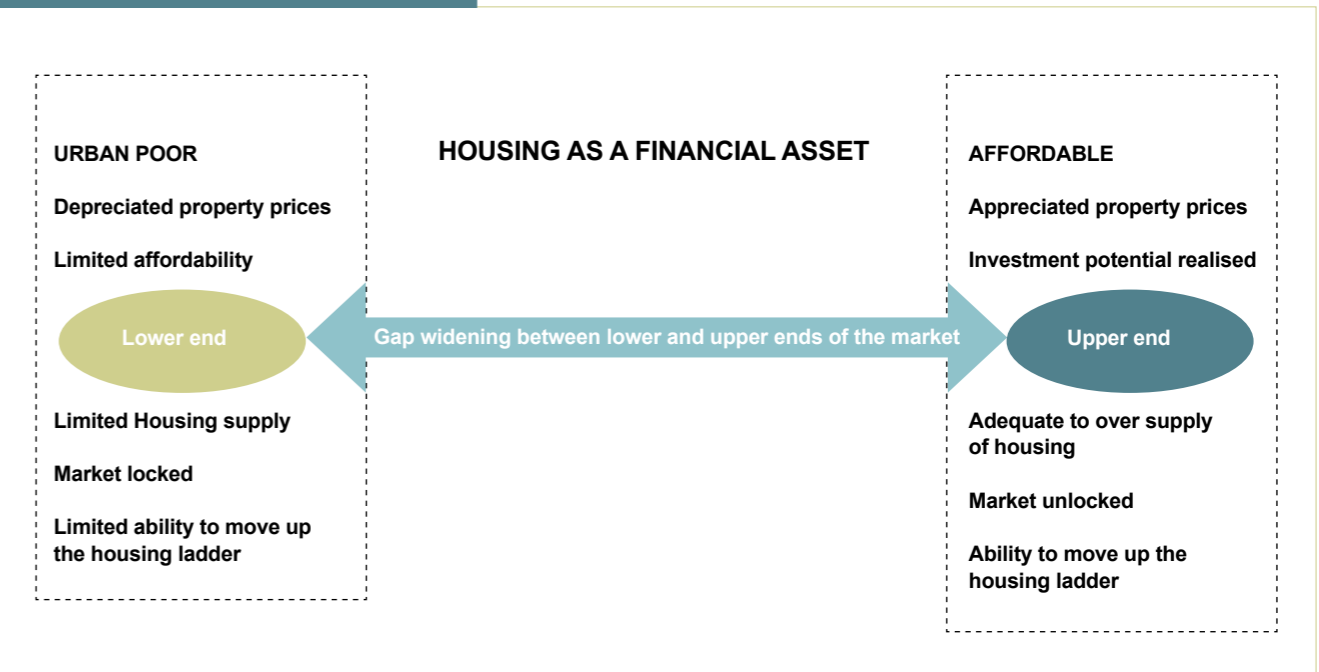 HOUSING AS A FINANCIAL ASSET
URBAN POOR
Depreciated property prices
Limited affordability
Lower end
Limited Housing supply
Market locked
Limited ability to move up
the housing ladder
Gap widening between lower and upper ends of the market
AFFORDABLE
Appreciated property prices
Investment potential realised
Upper end
Adequate to over supply
of housing
Market unlocked
Ability to move up the
housing ladder